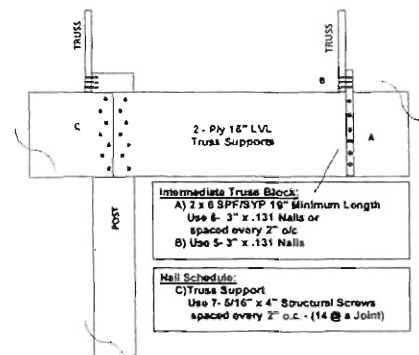 TRUSS
TRUSS
B
C
2 - Ply 18" LVL
Truss Supports
A
POST
Intermediate Truss Block:
A) 2 x 6 SPF/SYP 18" Minimum Length
Use 6- 3" x .131 Nails or
spaced every 2" o/c
B) Use 5- 3" x .131 Nails
Nail Schedule:
C)Truss Support
Use 7- 5/16" x 4" Structural Screws
spaced every 2" o.c. - (14 @ a Joint)